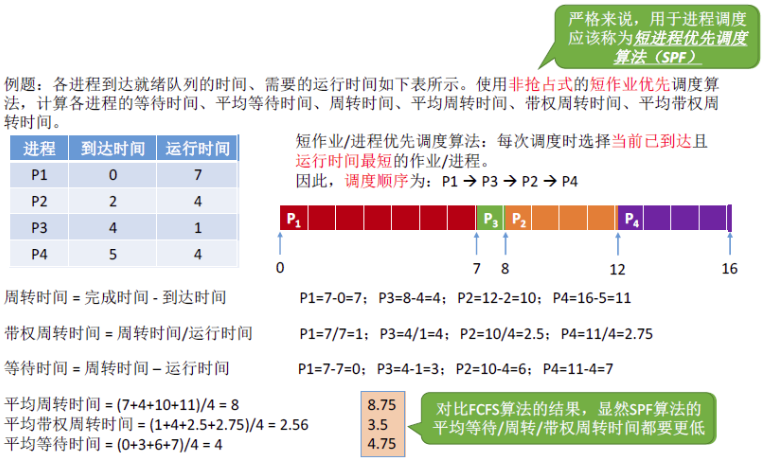 严格来说，用于进程调度
应该称为短进程优先调度
算法（SPF）
例题：各进程到达就绪队列的时间、需要的运行时间如下表所示。使用非抢占式的短作业优先调度算
法，计算各进程的等待时间、平均等待时间、周转时间、平均周转时间、带权周转时间、平均带权周
转时间。
进程 到达时间 运行时间
P1 0 7
P2 2 4
P3 4 1
P4 5 4
短作业/进程优先调度算法：每次调度时选择当前已到达且
运行时间最短的作业/进程。
因此，调度顺序为：P1 → P3 → P2 → P4
P1 P3 P2 P4
0 7 8 12 16
周转时间 = 完成时间 - 到达时间 P1=7-0=7；P3=8-4=4；P2=12-2=10；P4=16-5=11
带权周转时间 = 周转时间/运行时间 P1=7/7=1；P3=4/1=4；P2=10/4=2.5；P4=11/4=2.75
等待时间 = 周转时间 – 运行时间 P1=7-7=0；P3=4-1=3；P2=10-4=6；P4=11-4=7
平均周转时间 = (7+4+10+11)/4 = 8 8.75
平均带权周转时间 = (1+4+2.5+2.75)/4 = 2.56 3.5
平均等待时间 = (0+3+6+7)/4 = 4 4.75
对比FCFS算法的结果，显然SPF算法的
平均等待/周转/带权周转时间都要更低